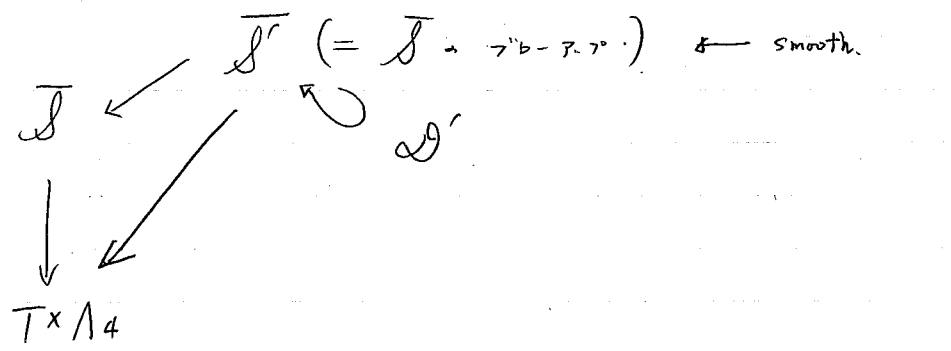 𝒮̄' (= 𝒮̄ の ブローアップ.) ← smooth.
𝒮̄
𝒟'
T × Λ4